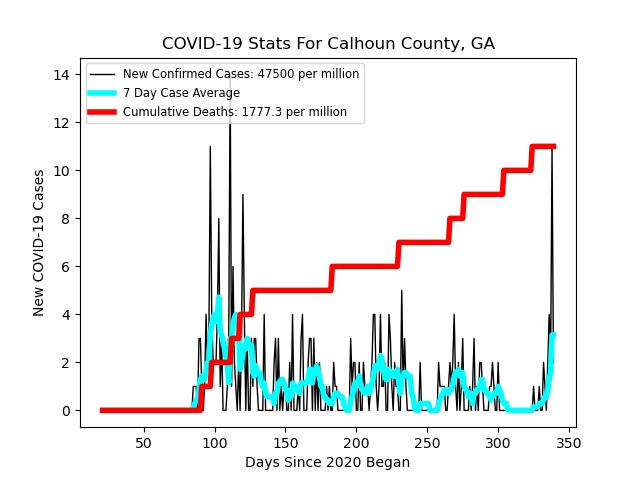 COVID-19 Stats For Calhoun County, GA
New Confirmed Cases: 47500 per million
7 Day Case Average
Cumulative Deaths: 1777.3 per million
New COVID-19 Cases
14
12
10
8
6
4
2
0
50 100 150 200 250 300 350
Days Since 2020 Began